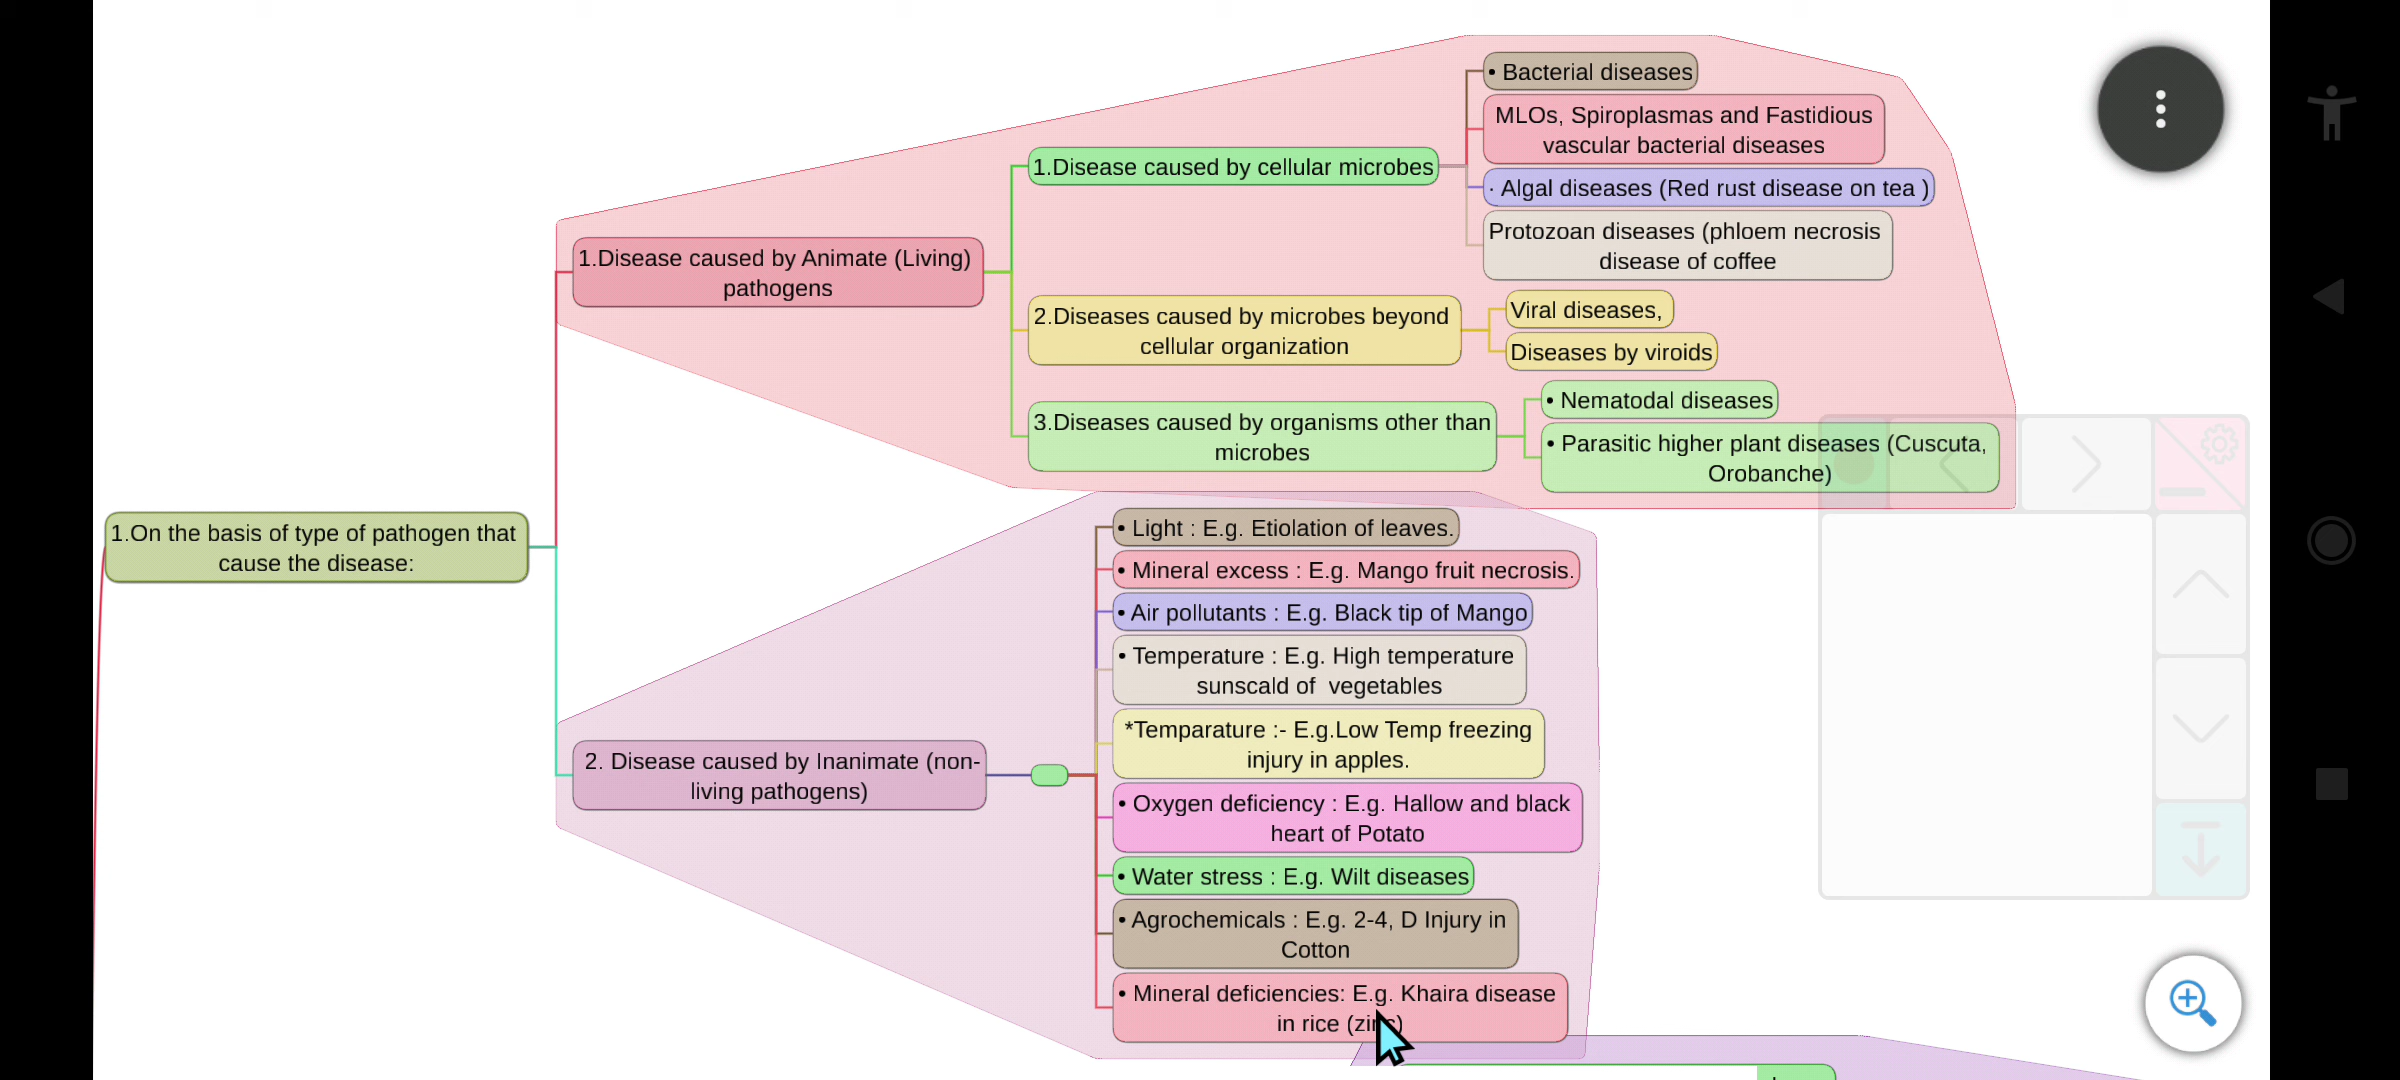 • Bacterial diseases
MLOs, Spiroplasmas and Fastidious
vascular bacterial diseases
1.Disease caused by cellular microbes
· Algal diseases (Red rust disease on tea )
Protozoan diseases (phloem necrosis
disease of coffee
1.Disease caused by Animate (Living)
pathogens
2.Diseases caused by microbes beyond
cellular organization
Viral diseases,
Diseases by viroids
3.Diseases caused by organisms other than
microbes
• Nematodal diseases
• Parasitic higher plant diseases (Cuscuta,
Orobanche)
1.On the basis of type of pathogen that
cause the disease:
• Light : E.g. Etiolation of leaves.
• Mineral excess : E.g. Mango fruit necrosis.
• Air pollutants : E.g. Black tip of Mango
• Temperature : E.g. High temperature
sunscald of  vegetables
*Temparature :- E.g.Low Temp freezing
injury in apples.
2. Disease caused by Inanimate (non-
living pathogens)
• Oxygen deficiency : E.g. Hallow and black
heart of Potato
• Water stress : E.g. Wilt diseases
• Agrochemicals : E.g. 2-4, D Injury in
Cotton
• Mineral deficiencies: E.g. Khaira disease
in rice (zinc)